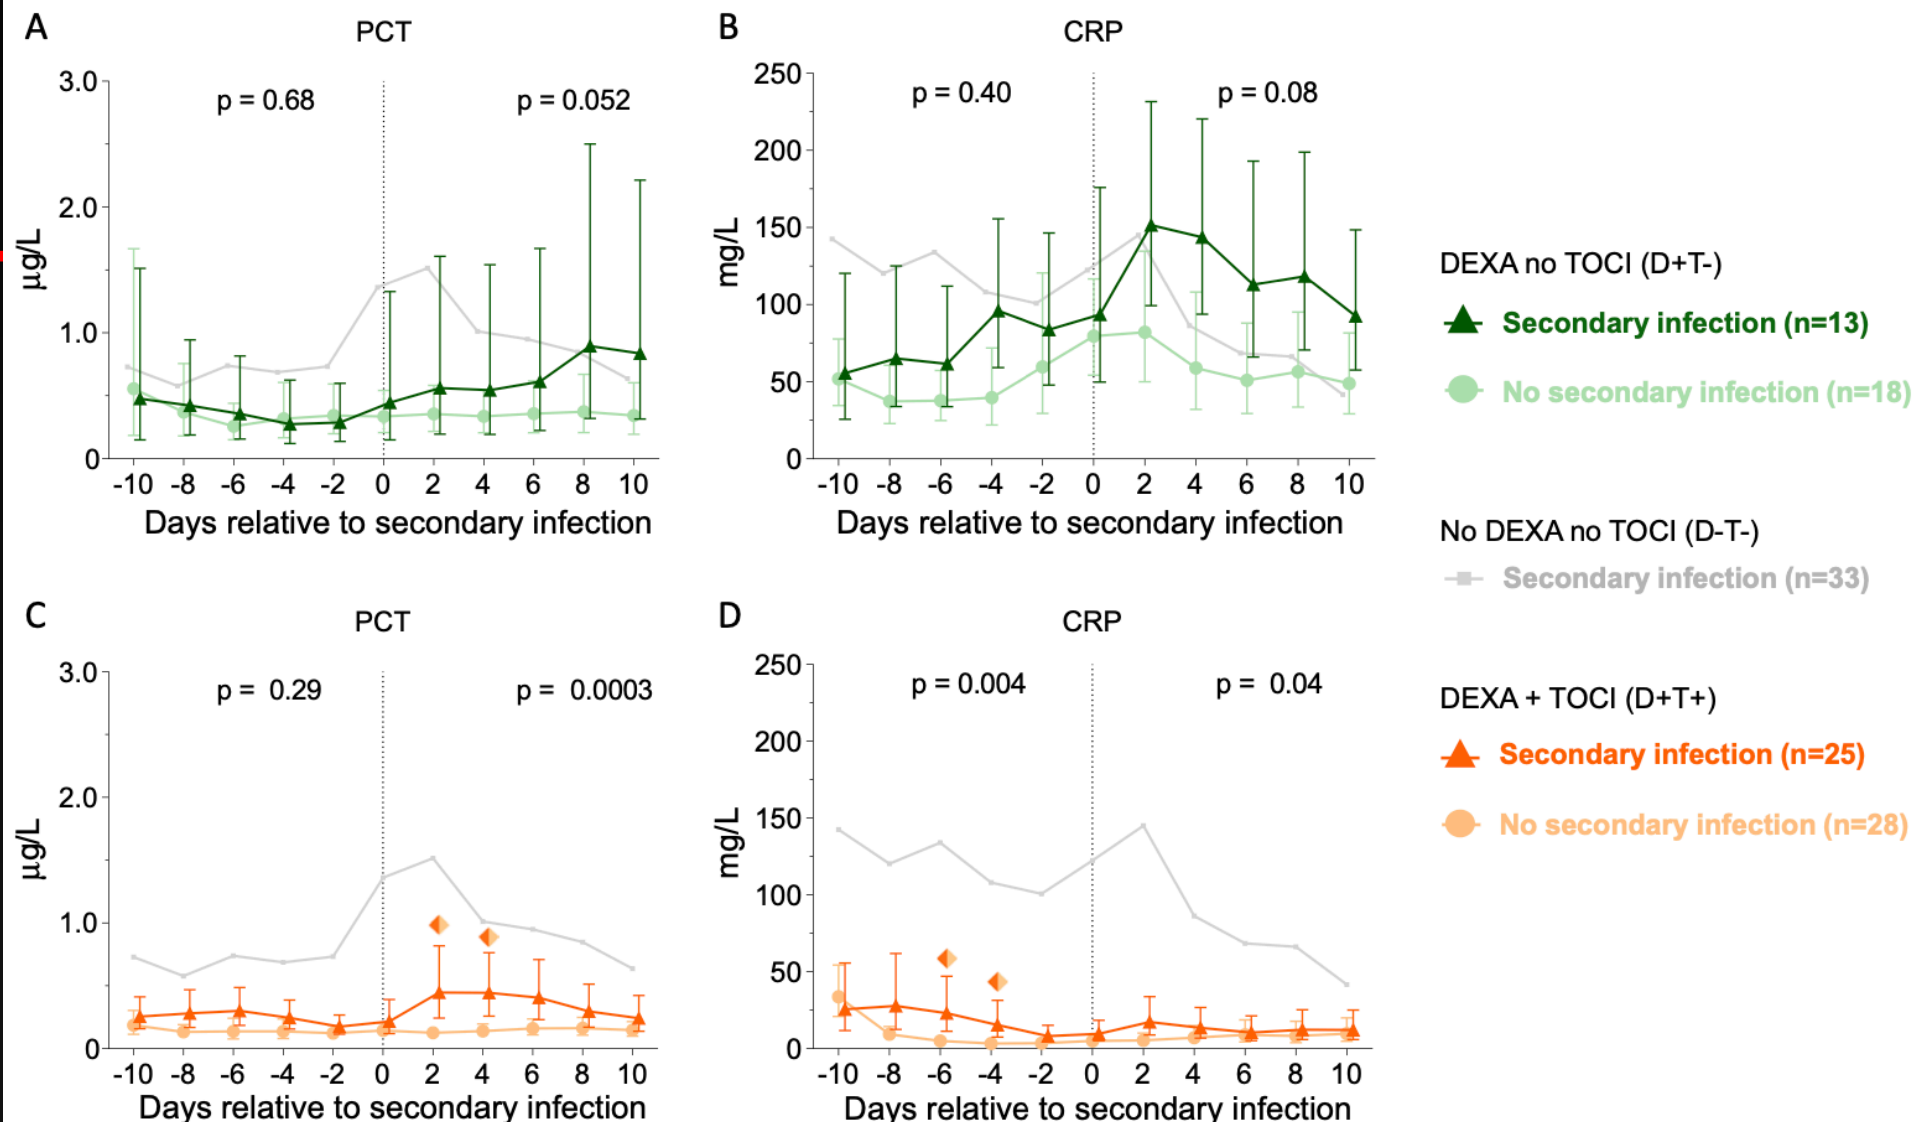 A
PCT
3.0
2.0
1.0
0
µg/L
p = 0.68
p = 0.052
-10 -8 -6 -4 -2 0 2 4 6 8 10
Days relative to secondary infection
B
CRP
250
200
150
100
50
0
mg/L
p = 0.40
p = 0.08
-10 -8 -6 -4 -2 0 2 4 6 8 10
Days relative to secondary infection
DEXA no TOCI (D+T-)
Secondary infection (n=13)
No secondary infection (n=18)
No DEXA no TOCI (D-T-)
Secondary infection (n=33)
DEXA + TOCI (D+T+)
Secondary infection (n=25)
No secondary infection (n=28)
C
PCT
3.0
2.0
1.0
0
µg/L
p = 0.29
p = 0.0003
-10 -8 -6 -4 -2 0 2 4 6 8 10
Days relative to secondary infection
D
CRP
250
200
150
100
50
0
mg/L
p = 0.004
p = 0.04
-10 -8 -6 -4 -2 0 2 4 6 8 10
Days relative to secondary infection